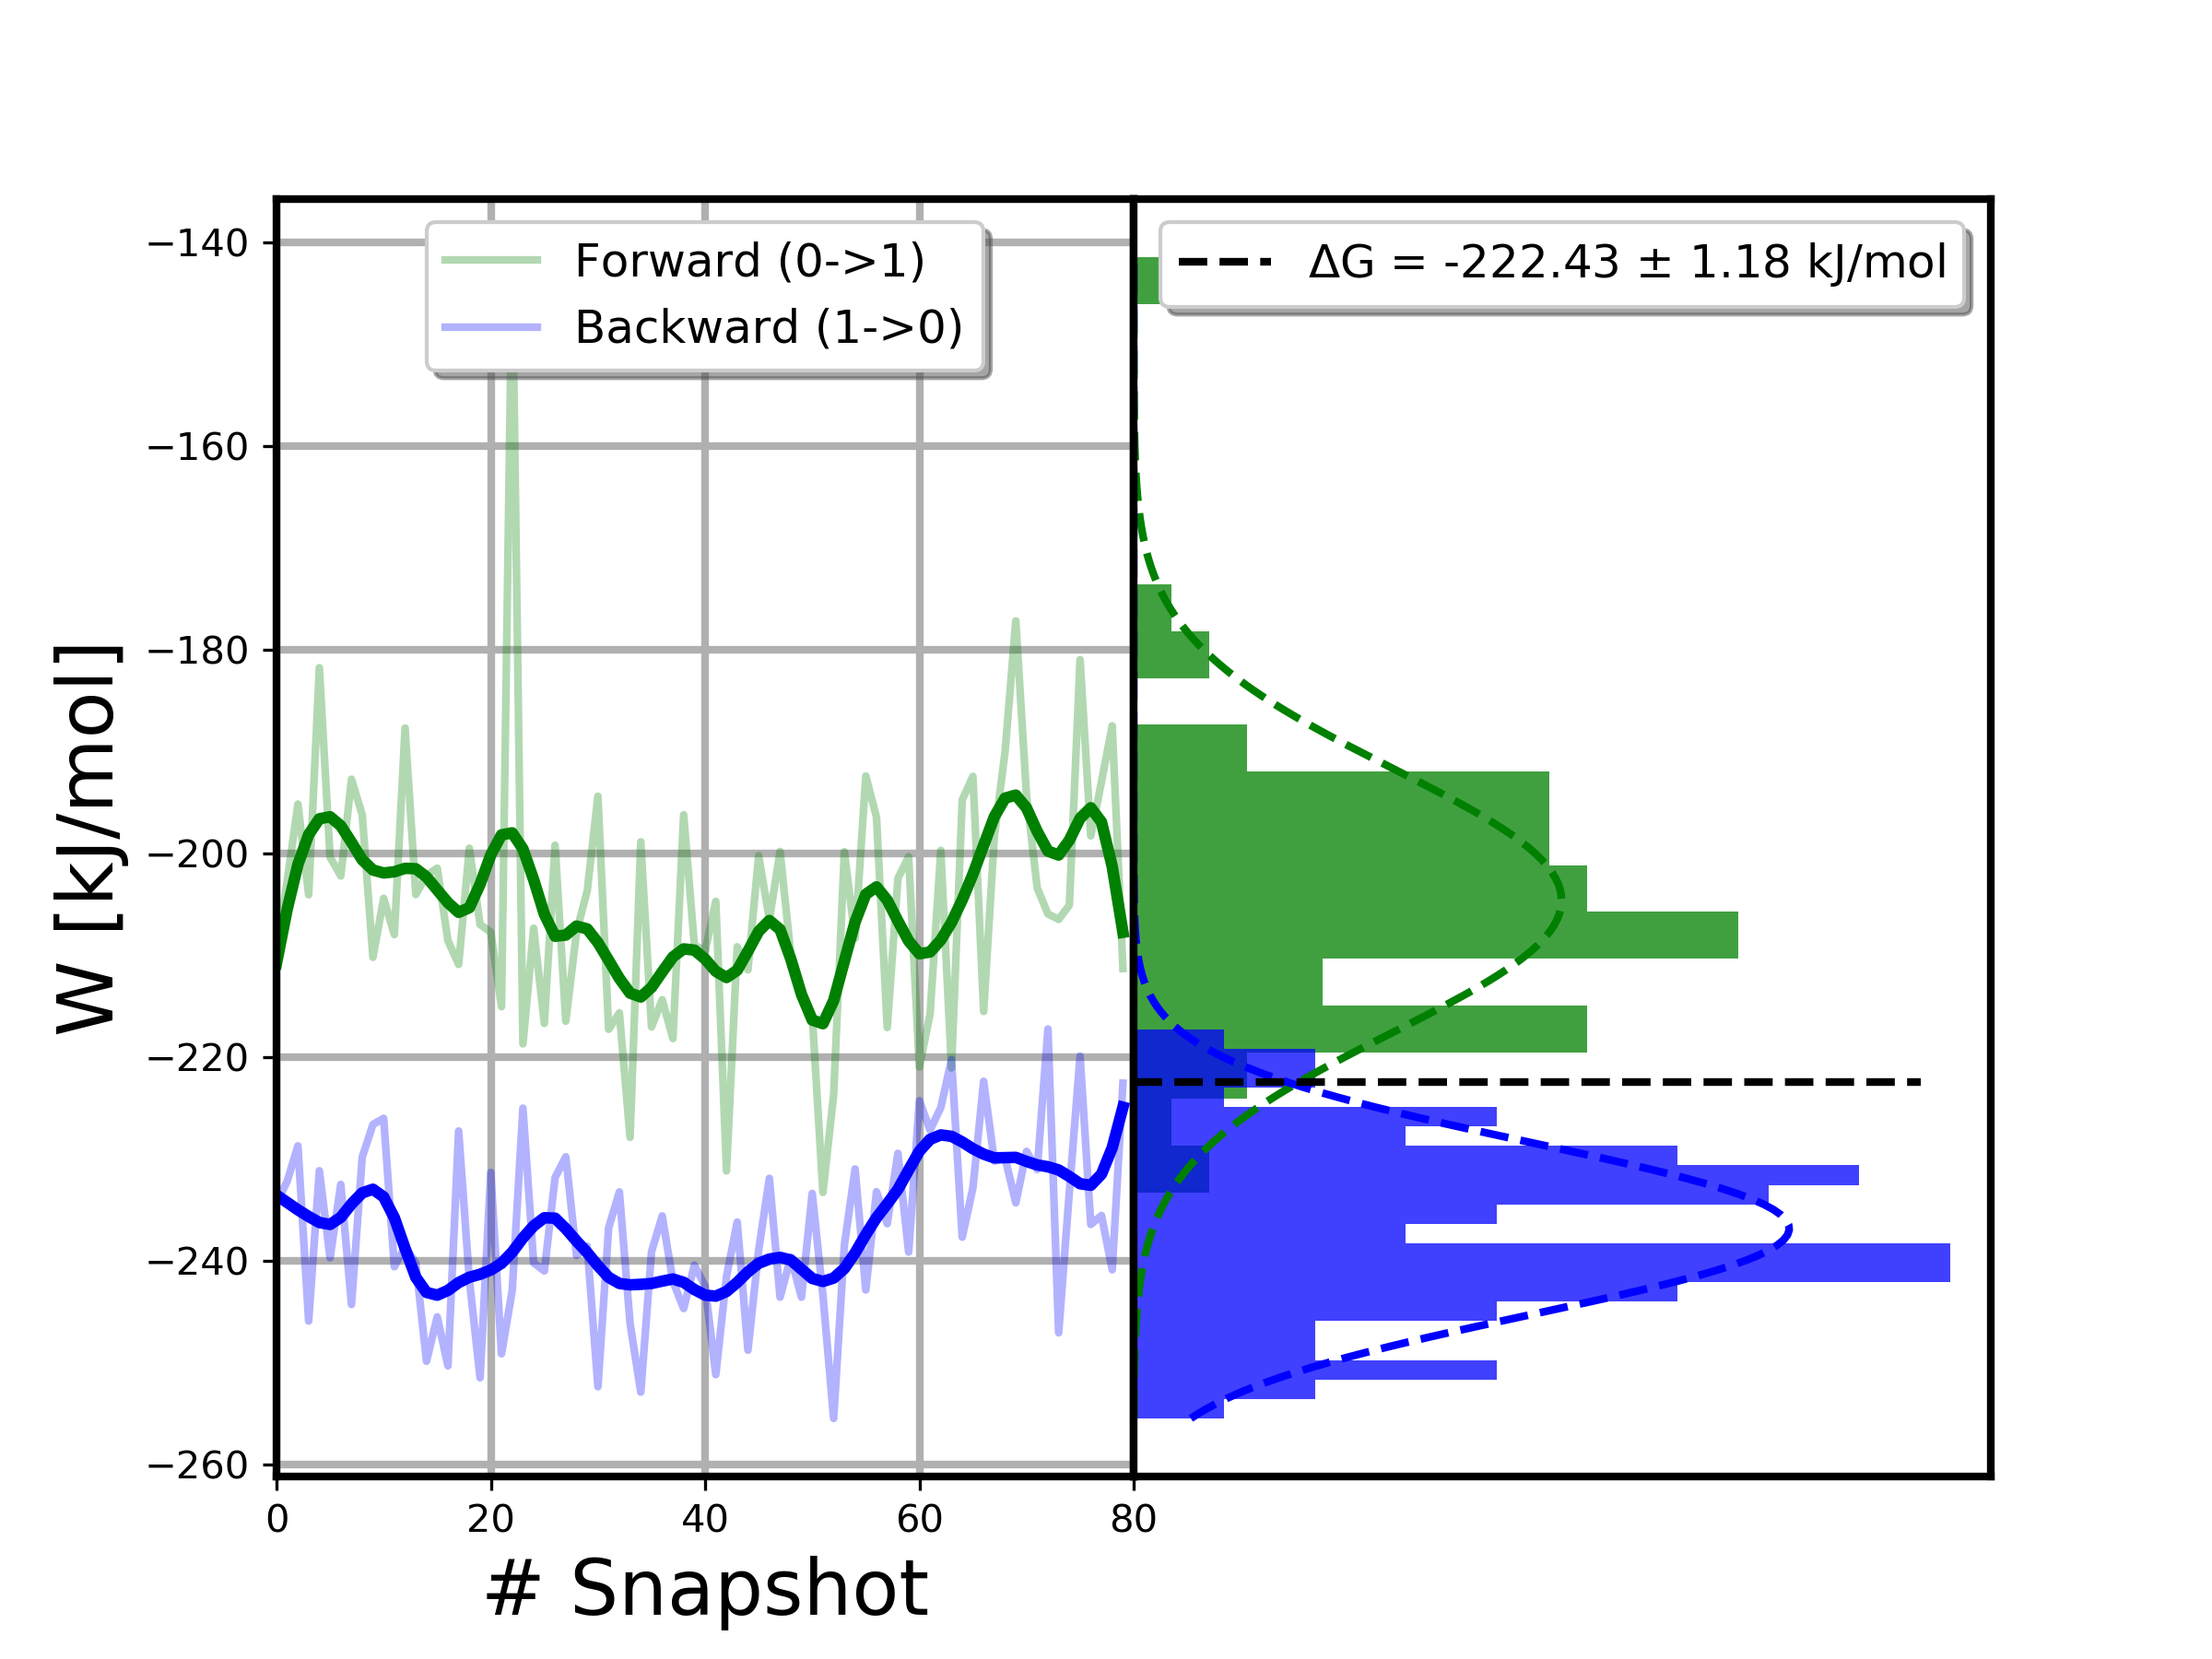 Forward (0->1)
Backward (1->0)
ΔG = -222.43 ± 1.18 kJ/mol
W [kJ/mol]
−140
−160
−180
−200
−220
−240
−260
0 20 40 60 80
# Snapshot